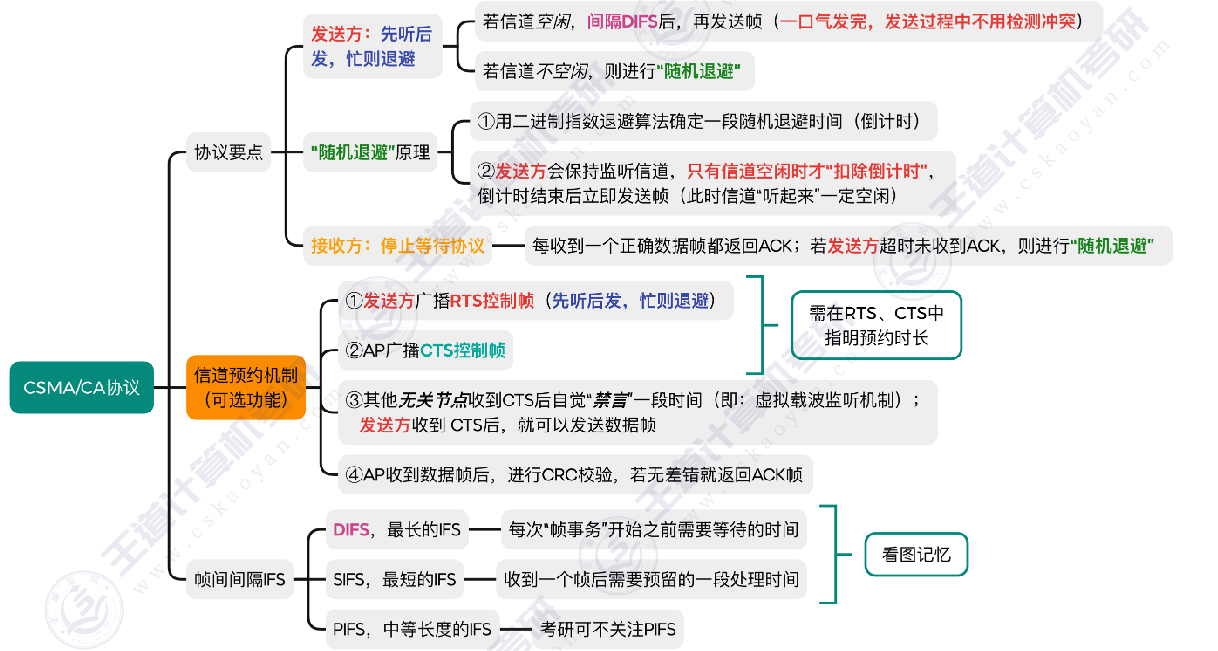 若信道空闲，间隔DIFS后，再发送帧（一口气发完，发送过程中不用检测冲突）
发送方：先听后
发，忙则退避
若信道不空闲，则进行“随机退避”
①用二进制指数退避算法确定一段随机退避时间（倒计时）
协议要点
“随机退避”原理
②发送方会保持监听信道，只有信道空闲时才“扣除倒计时”，
倒计时结束后立即发送帧（此时信道“听起来”一定空闲）
接收方：停止等待协议
每收到一个正确数据帧都返回ACK；若发送方超时未收到ACK，则进行“随机退避”
①发送方广播RTS控制帧（先听后发，忙则退避）
需在RTS、CTS中
指明预约时长
②AP广播CTS控制帧
CSMA/CA协议
信道预约机制
（可选功能）
③其他无关节点收到CTS后自觉“禁言”一段时间（即：虚拟载波监听机制）；
发送方收到 CTS后，就可以发送数据帧
④AP收到数据帧后，进行CRC校验，若无差错就返回ACK帧
DIFS，最长的IFS
每次“帧事务”开始之前需要等待的时间
看图记忆
帧间间隔IFS
SIFS，最短的IFS
收到一个帧后需要预留的一段处理时间
PIFS，中等长度的IFS
考研可不关注PIFS
王道计算机考研
www.cskaoyan.com